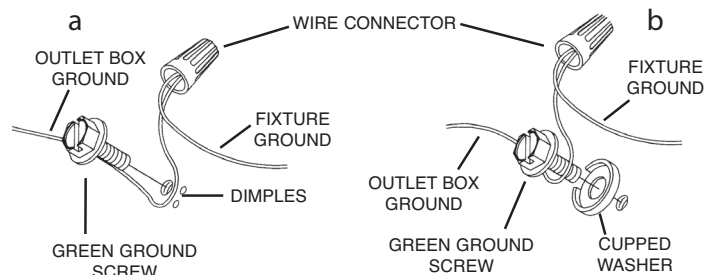 a
WIRE CONNECTOR
b
OUTLET BOX
GROUND
FIXTURE
GROUND
DIMPLES
GREEN GROUND
SCREW
FIXTURE
GROUND
OUTLET BOX
GROUND
GREEN GROUND
SCREW
CUPPED
WASHER